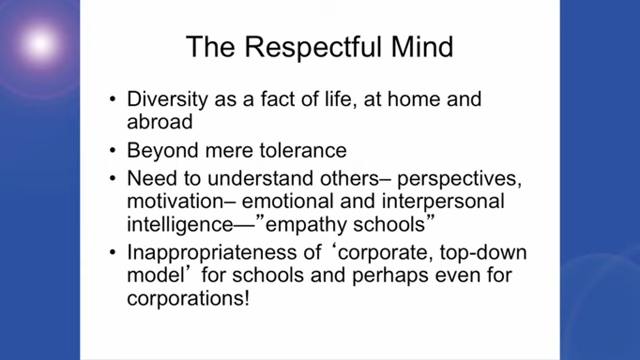 The Respectful Mind
• Diversity as a fact of life, at home and
abroad
• Beyond mere tolerance
• Need to understand others– perspectives,
motivation– emotional and interpersonal
intelligence—”empathy schools”
• Inappropriateness of ‘corporate, top-down
model’ for schools and perhaps even for
corporations!